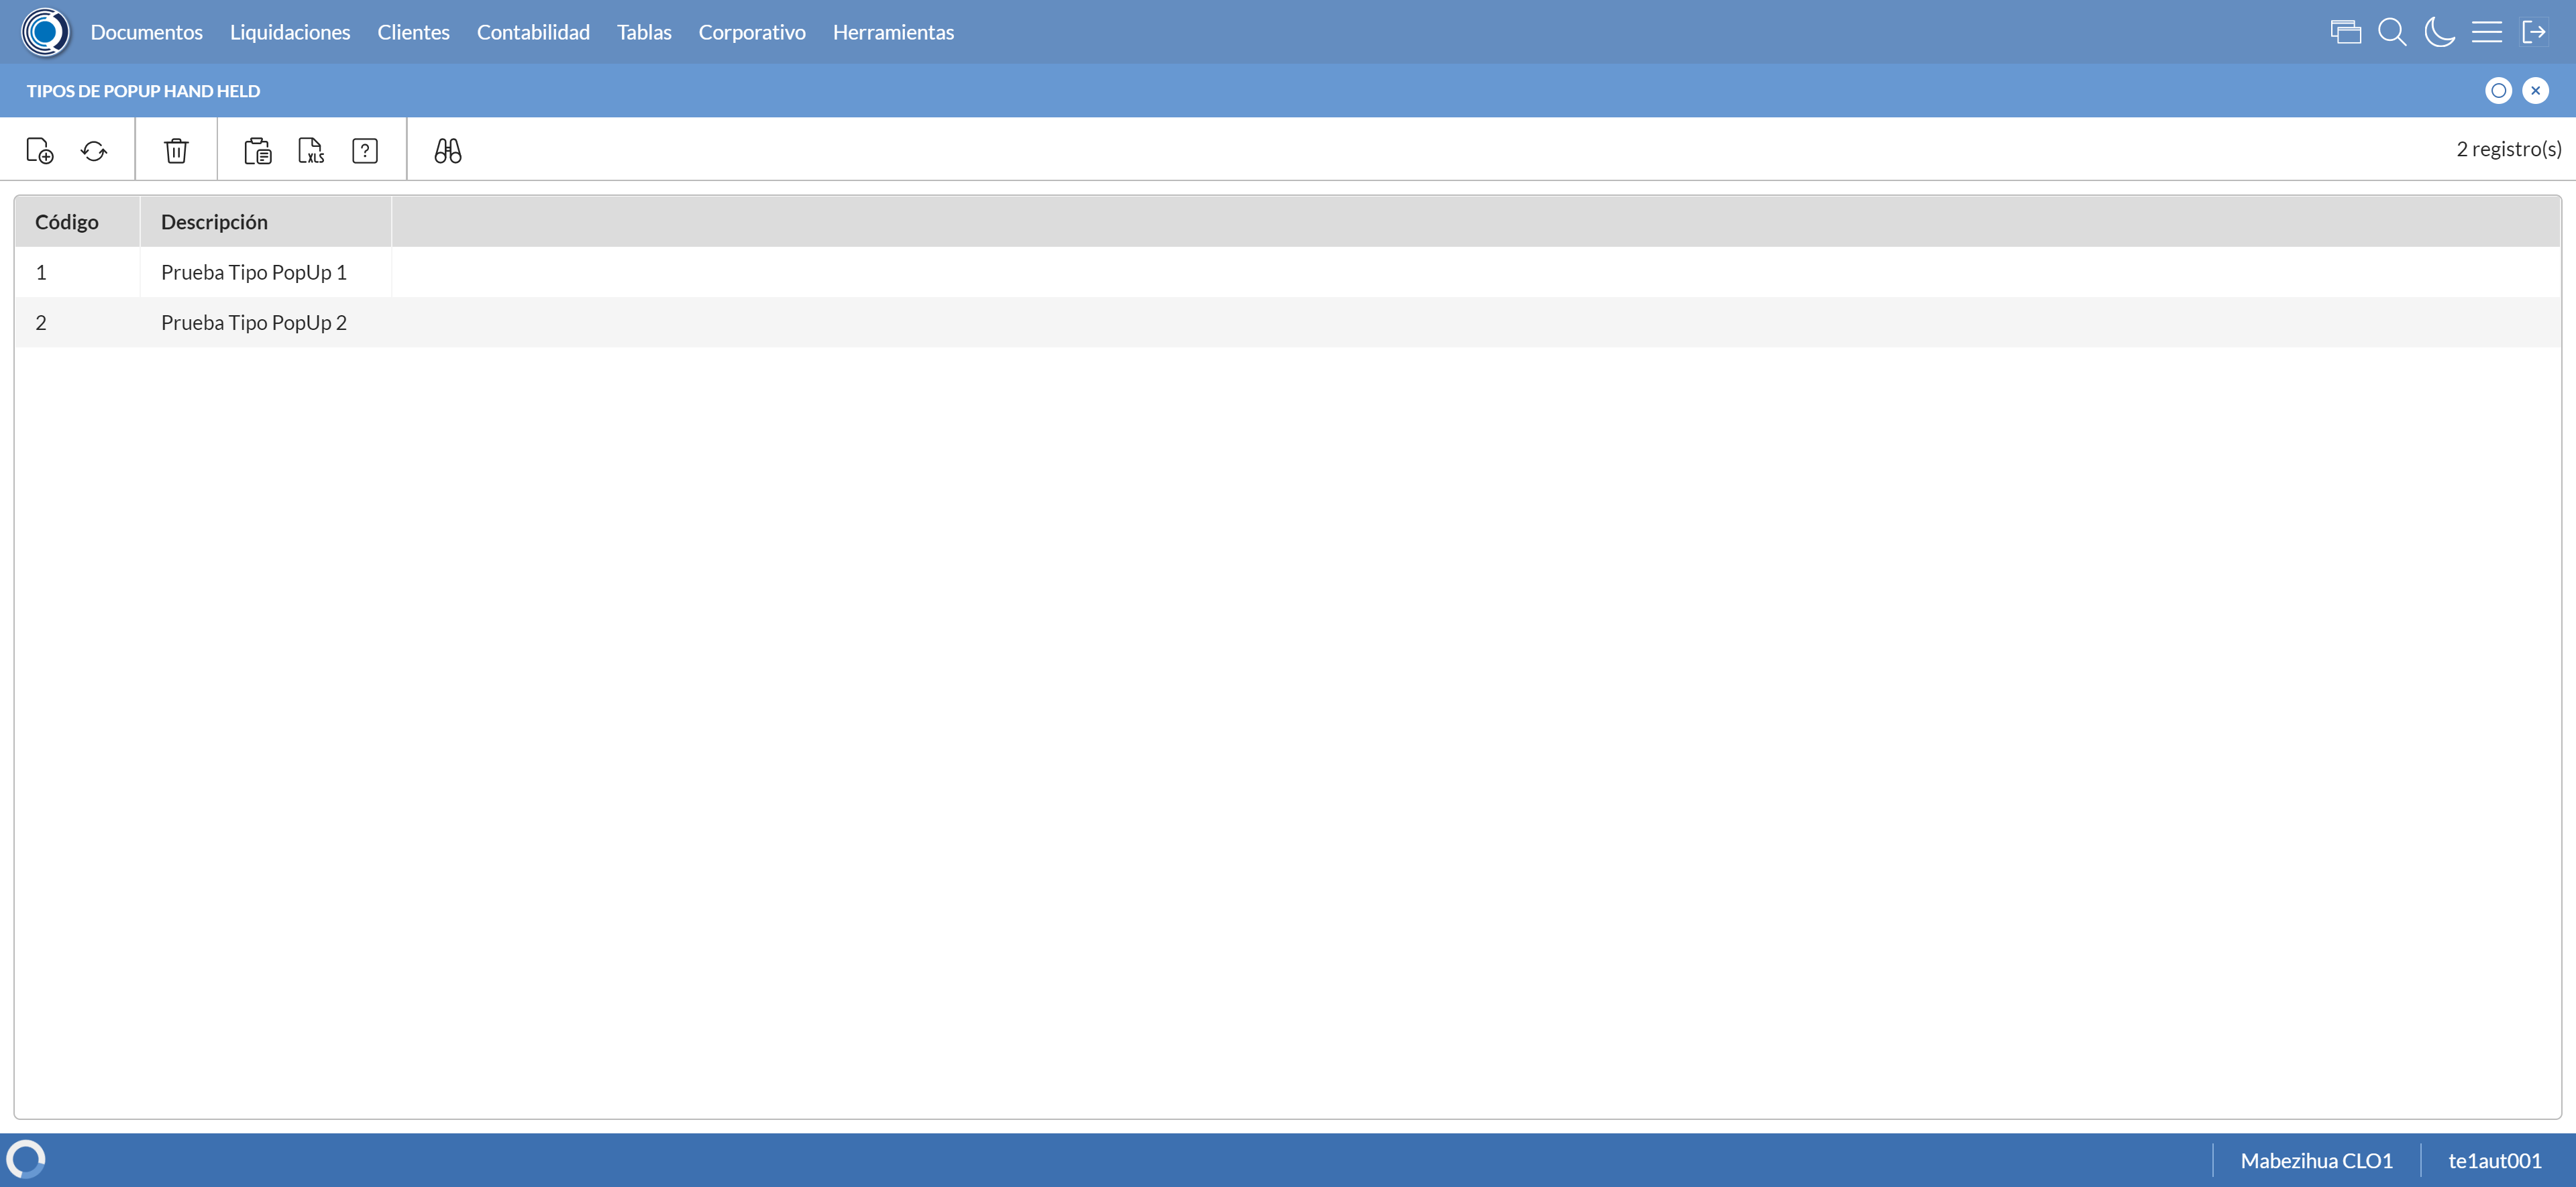 Documentos Liquidaciones Clientes Contabilidad Tablas Corporativo Herramientas
TIPOS DE POPUP HAND HELD
XLS ? 2 registro(s)
Código Descripción
1 Prueba Tipo PopUp 1
2 Prueba Tipo PopUp 2
Mabezihua CLO1 te1aut001